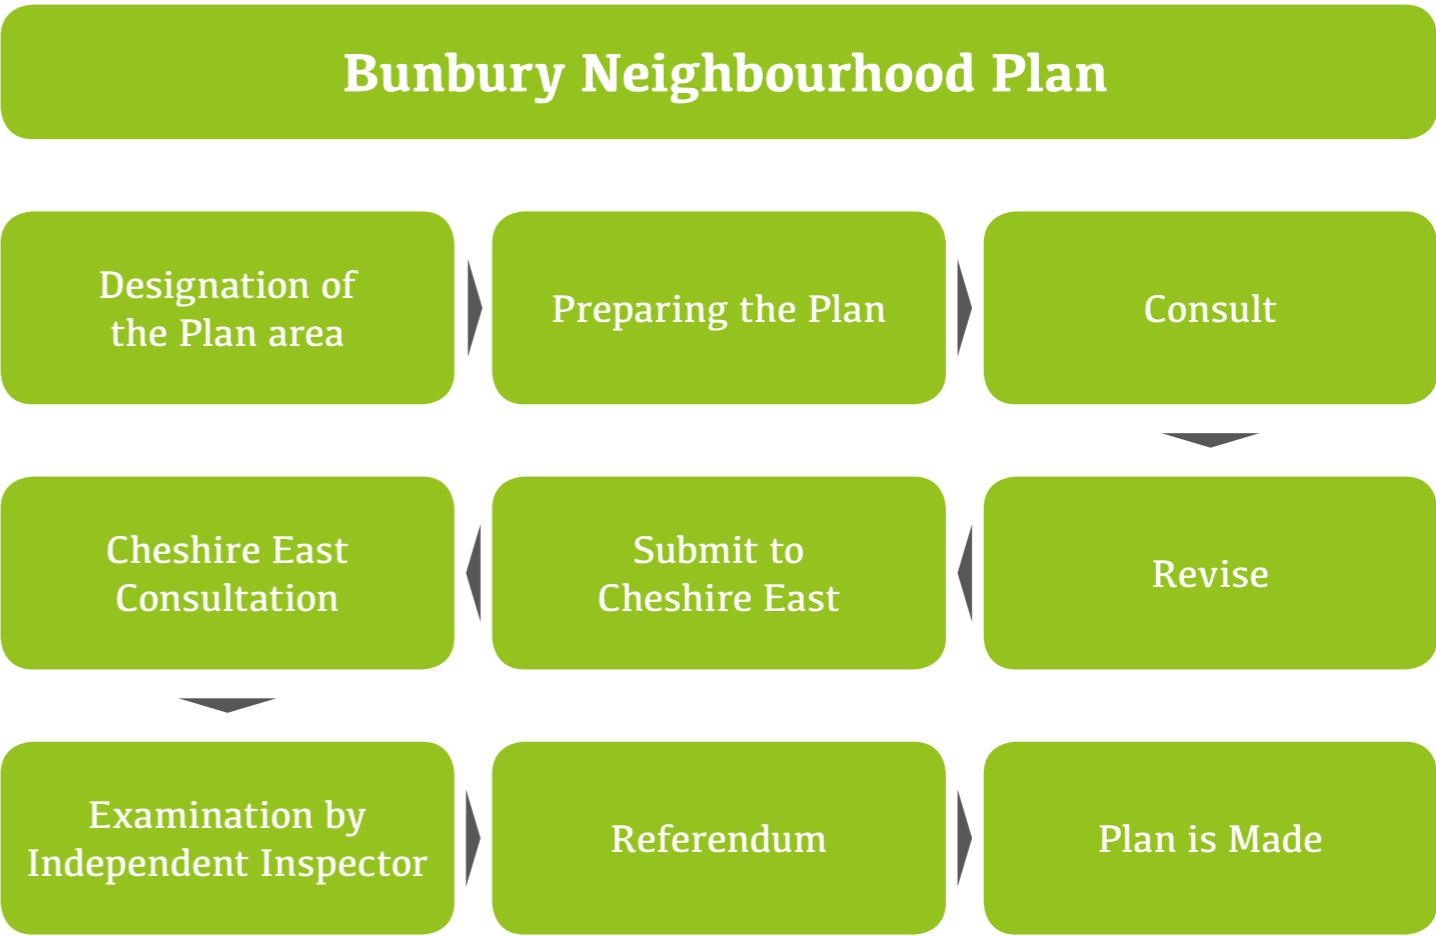 Bunbury Neighbourhood Plan
Designation of
the Plan area
Preparing the Plan
Consult
Revise
Submit to
Cheshire East
Cheshire East
Consultation
Examination by
Independent Inspector
Referendum
Plan is Made